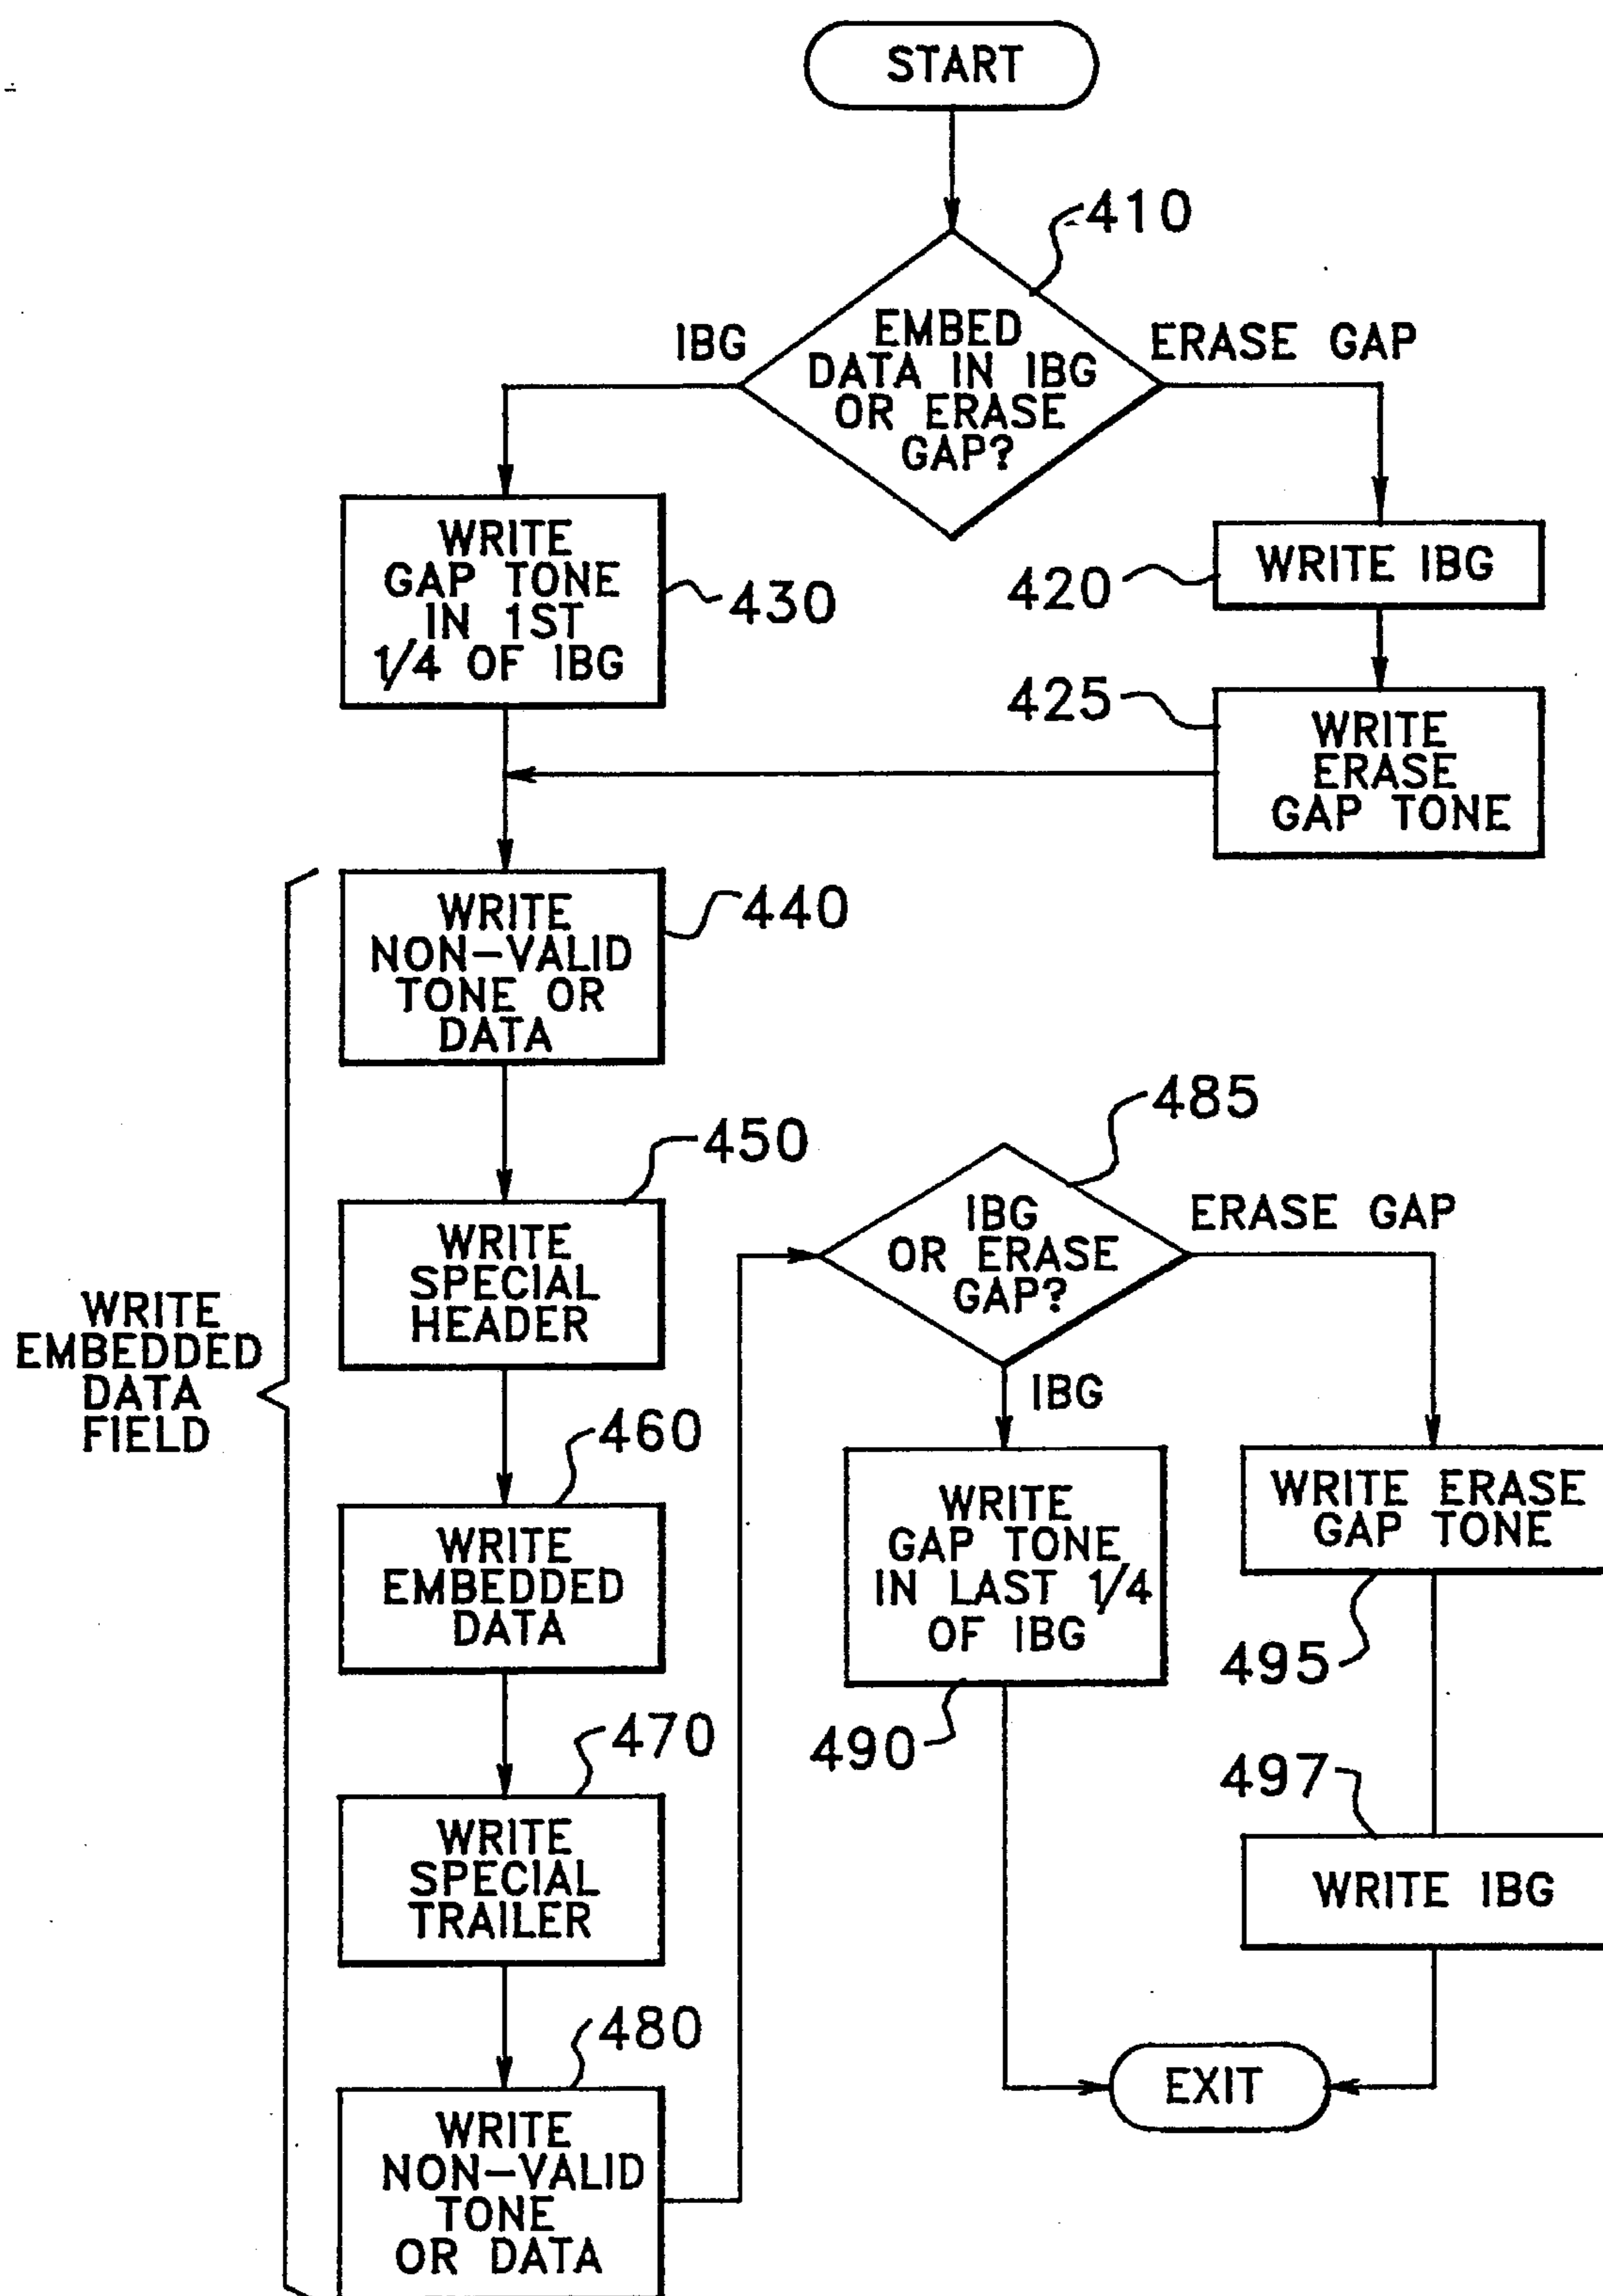 START
410
IBG
EMBED
DATA IN IBG
OR ERASE
GAP?
ERASE GAP
WRITE
GAP TONE
IN 1ST
1/4 OF IBG
430
420
WRITE IBG
425
WRITE
ERASE
GAP TONE
WRITE
EMBEDDED
DATA
FIELD
WRITE
NON-VALID
TONE OR
DATA
440
450
WRITE
SPECIAL
HEADER
460
WRITE
EMBEDDED
DATA
470
WRITE
SPECIAL
TRAILER
480
WRITE
NON-VALID
TONE
OR DATA
485
IBG
OR ERASE
GAP?
ERASE GAP
IBG
WRITE
GAP TONE
IN LAST 1/4
OF IBG
490
WRITE ERASE
GAP TONE
495
497
WRITE IBG
EXIT